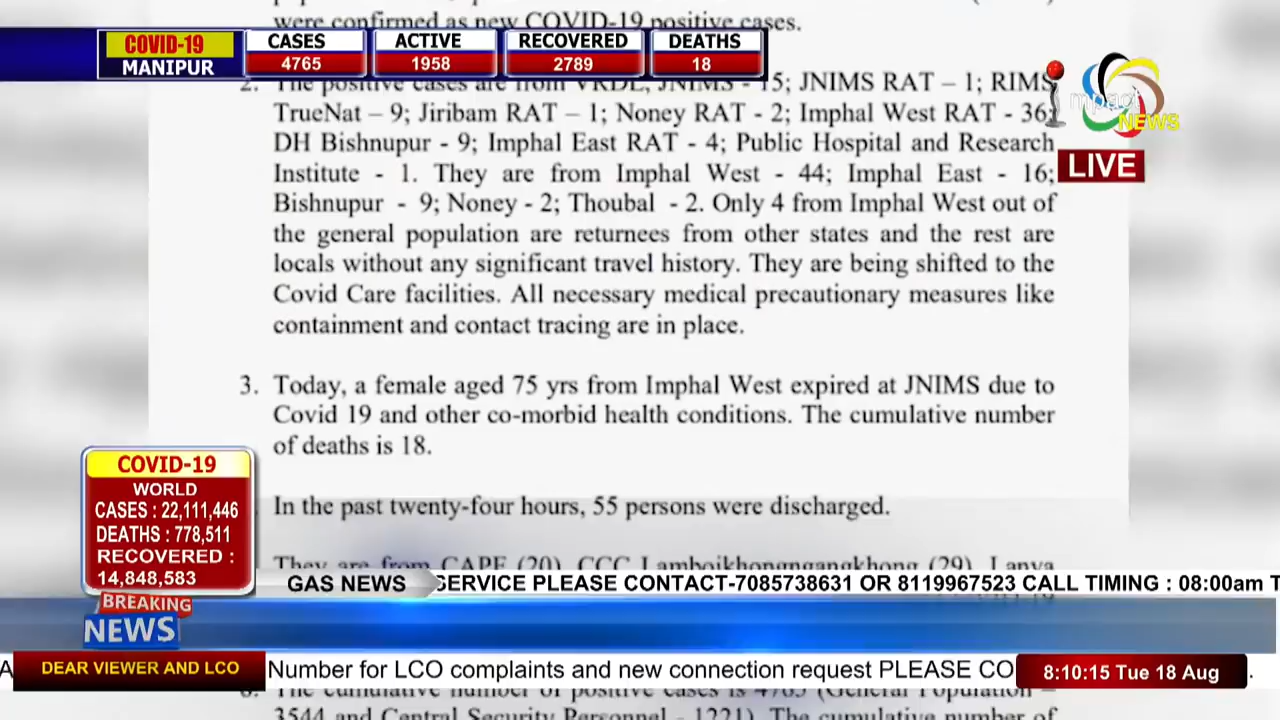 were confirmed as new COVID-19 positive cases.
COVID-19
MANIPUR
CASES
4765
ACTIVE
1958
RECOVERED
2789
DEATHS
18
impact
NEWS
LIVE
2. The positive cases are from VRDL, JNIMS - 15; JNIMS RAT – 1; RIMS
TrueNat – 9; Jiribam RAT – 1; Noney RAT - 2; Imphal West RAT - 36;
DH Bishnupur - 9; Imphal East RAT - 4; Public Hospital and Research
Institute - 1. They are from Imphal West - 44; Imphal East - 16;
Bishnupur - 9; Noney - 2; Thoubal - 2. Only 4 from Imphal West out of
the general population are returnees from other states and the rest are
locals without any significant travel history. They are being shifted to the
Covid Care facilities. All necessary medical precautionary measures like
containment and contact tracing are in place.
3. Today, a female aged 75 yrs from Imphal West expired at JNIMS due to
Covid 19 and other co-morbid health conditions. The cumulative number
of deaths is 18.
In the past twenty-four hours, 55 persons were discharged.
They are from CAPF (20), CCC Lamboikhongngangkhong (29), Lanva
COVID-19
WORLD
CASES : 22,111,446
DEATHS : 778,511
RECOVERED :
14,848,583
GAS NEWS
SERVICE PLEASE CONTACT-7085738631 OR 8119967523 CALL TIMING : 08:00am T
BREAKING
NEWS
A
DEAR VIEWER AND LCO
Number for LCO complaints and new connection request PLEASE CO
8:10:15 Tue 18 Aug
The cumulative number of positive cases is 4765 (General Population –
3544 and Central Security Personnel - 1221). The cumulative number of